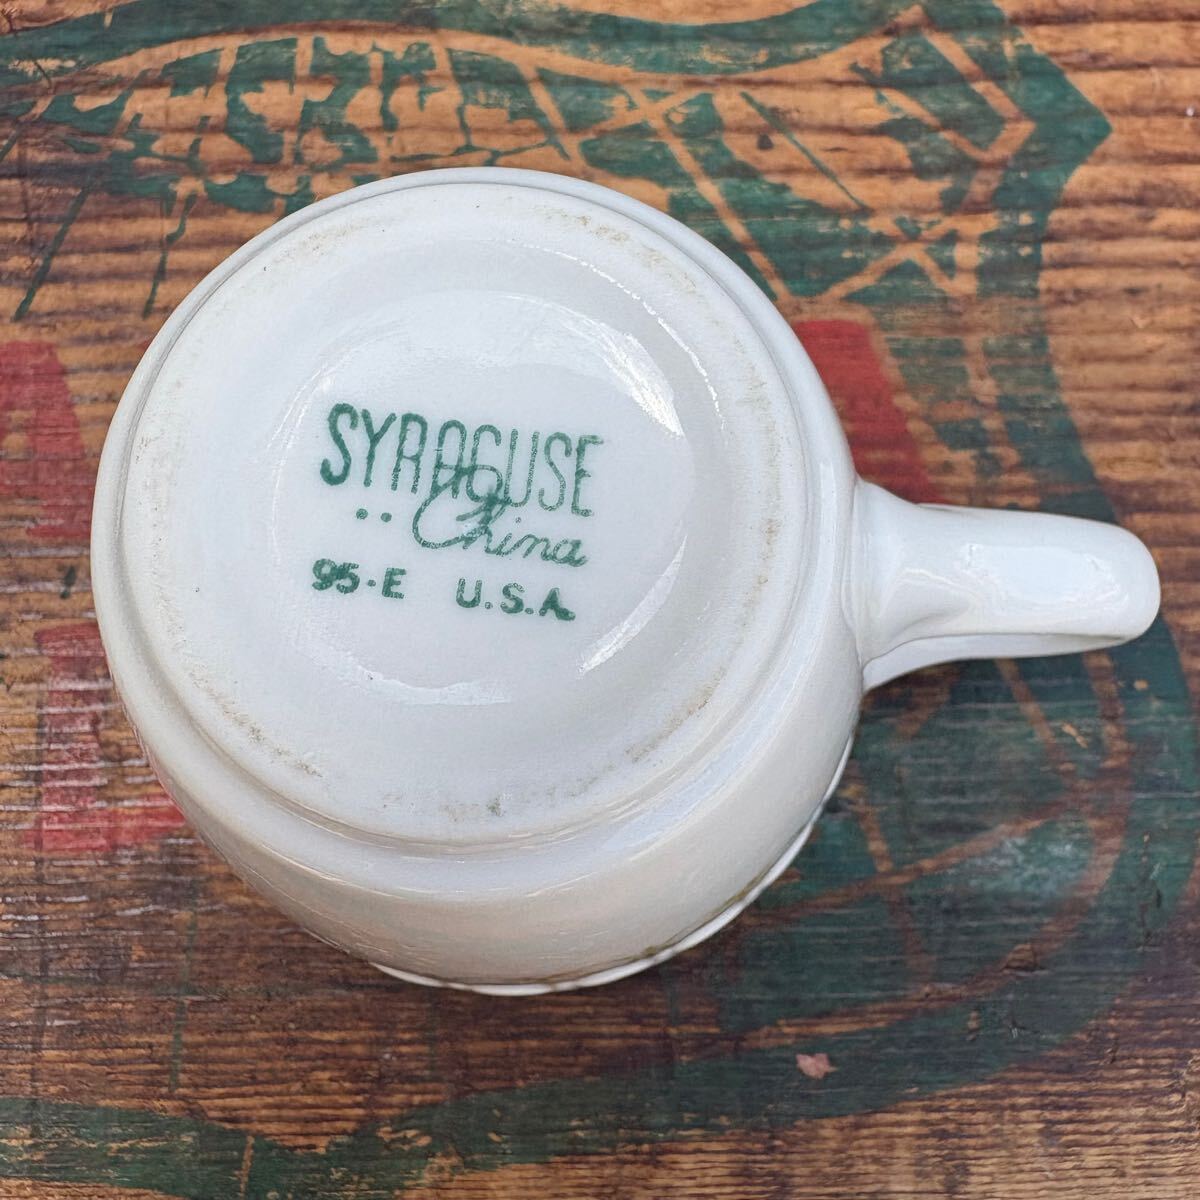 SYRACUSE
·· China
95·E U.S.A.